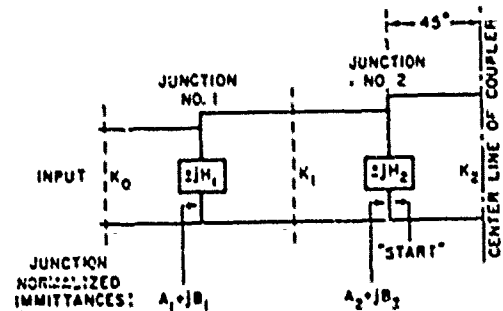 45°
JUNCTION
NO. 2
JUNCTION
NO. 1
CENTER LINE OF COUPLER
INPUT
K0
±jH1
K1
±jH2
K2
"START"
JUNCTION
NORMALIZED
IMMITTANCES:
A1+jB1
A2+jB2